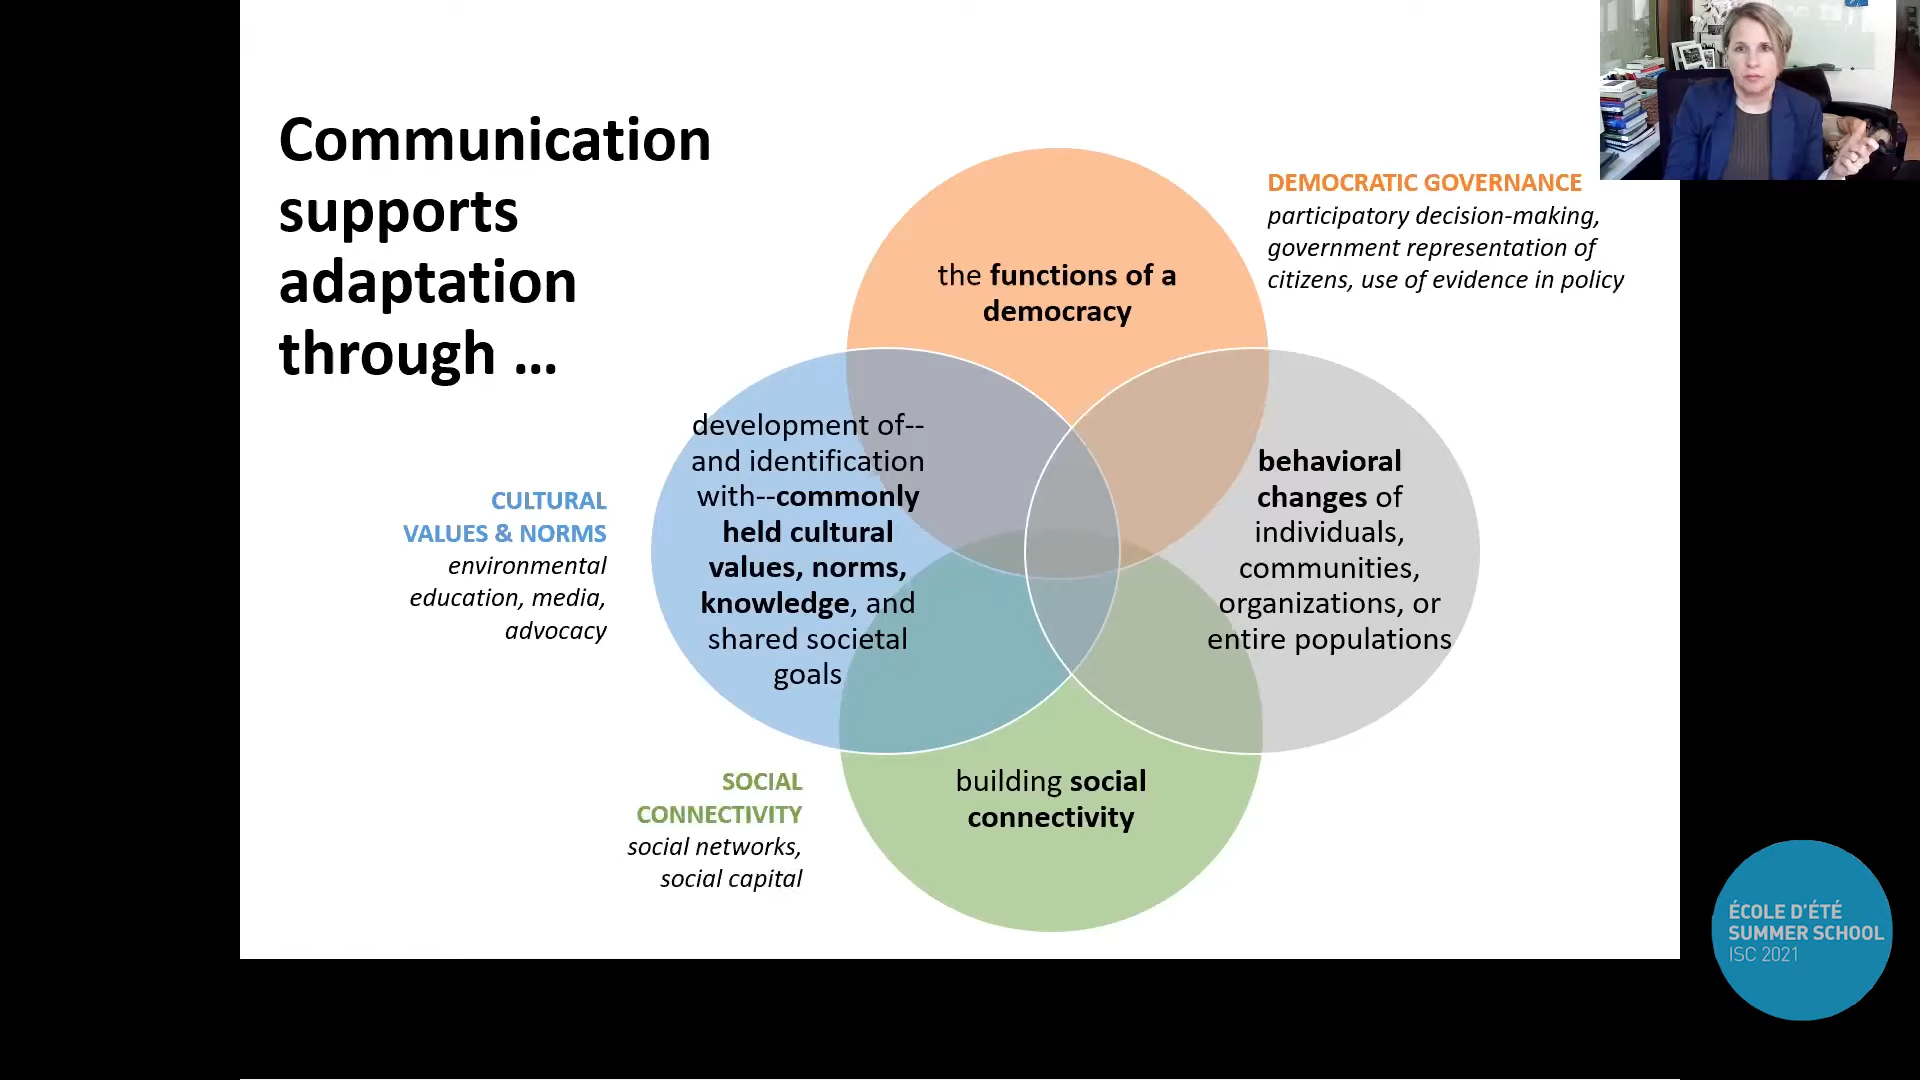 Communication
supports
adaptation
through ...
DEMOCRATIC GOVERNANCE
participatory decision-making,
government representation of
citizens, use of evidence in policy
the functions of a
democracy
development of--
and identification
with--commonly
held cultural
values, norms,
knowledge, and
shared societal
goals
behavioral
changes of
individuals,
communities,
organizations, or
entire populations
CULTURAL
VALUES & NORMS
environmental
education, media,
advocacy
SOCIAL
CONNECTIVITY
social networks,
social capital
building social
connectivity
ÉCOLE D'ÉTÉ
SUMMER SCHOOL
ISC 2021